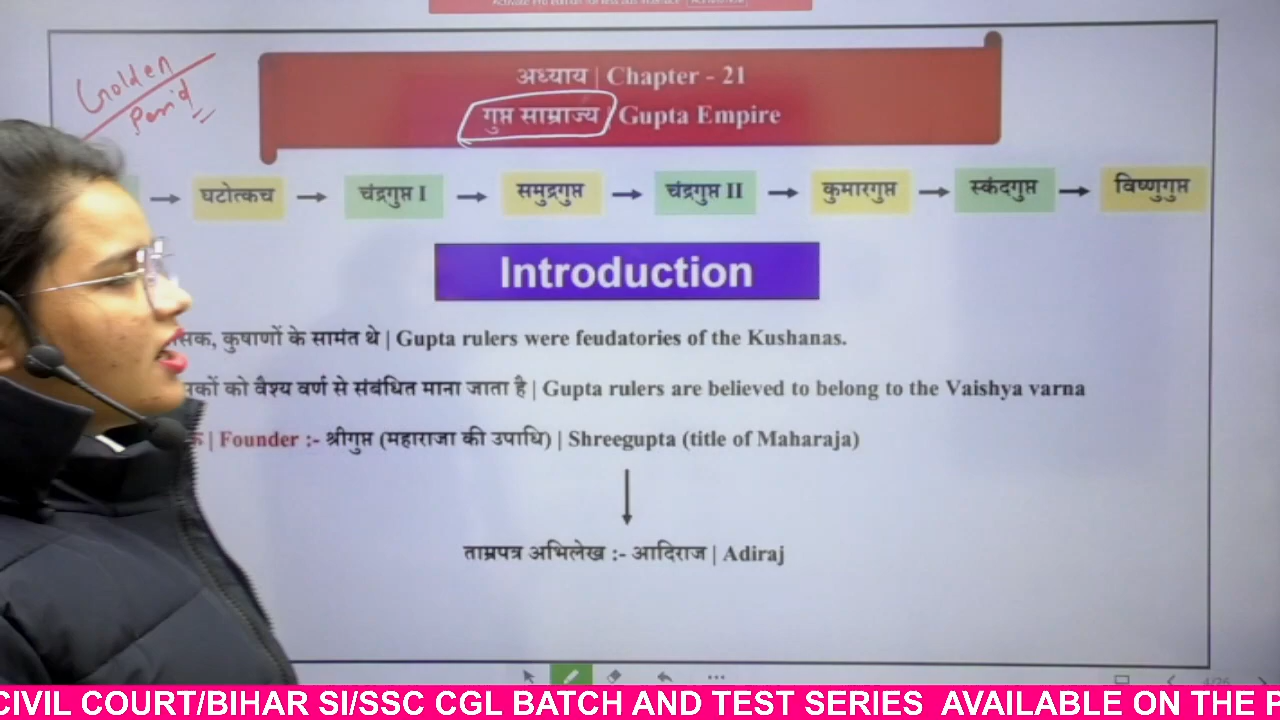 Golden
Period
अध्याय | Chapter - 21
गुप्त साम्राज्य | Gupta Empire
घटोत्कच → चंद्रगुप्त I → समुद्रगुप्त → चंद्रगुप्त II → कुमारगुप्त → स्कंदगुप्त → विष्णुगुप्त
Introduction
कुषाणों के सामंत थे | Gupta rulers were feudatories of the Kushanas.
को वैश्य वर्ण से संबंधित माना जाता है | Gupta rulers are believed to belong to the Vaishya varna
| Founder :- श्रीगुप्त (महाराजा की उपाधि) | Shreegupta (title of Maharaja)
ताम्रपत्र अभिलेख :- आदिराज | Adiraj
4/26
CIVIL COURT/BIHAR SI/SSC CGL BATCH AND TEST SERIES AVAILABLE ON THE